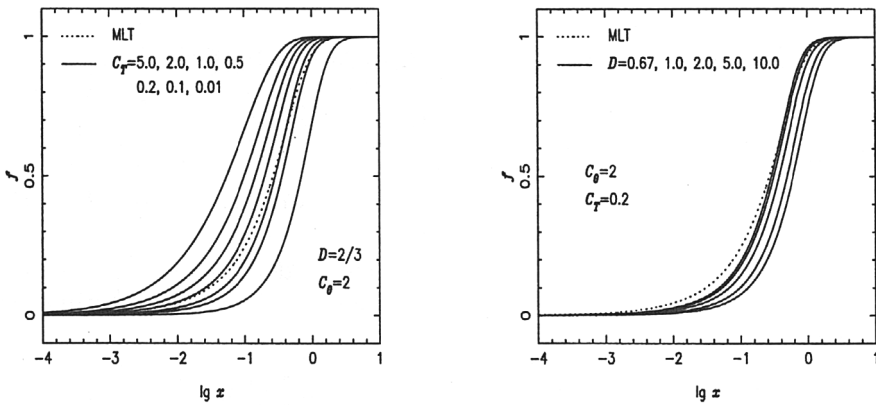 MLT
C_T=5.0, 2.0, 1.0, 0.5
0.2, 0.1, 0.01
D=2/3
C_θ=2
f
1
0.5
0
−4 −3 −2 −1 0 1
lg x
MLT
D=0.67, 1.0, 2.0, 5.0, 10.0
C_θ=2
C_T=0.2
f
1
0.5
0
−4 −3 −2 −1 0 1
lg x